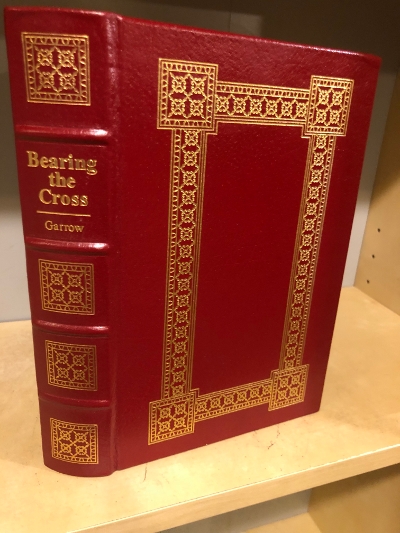 Bearing
the
Cross
Garrow